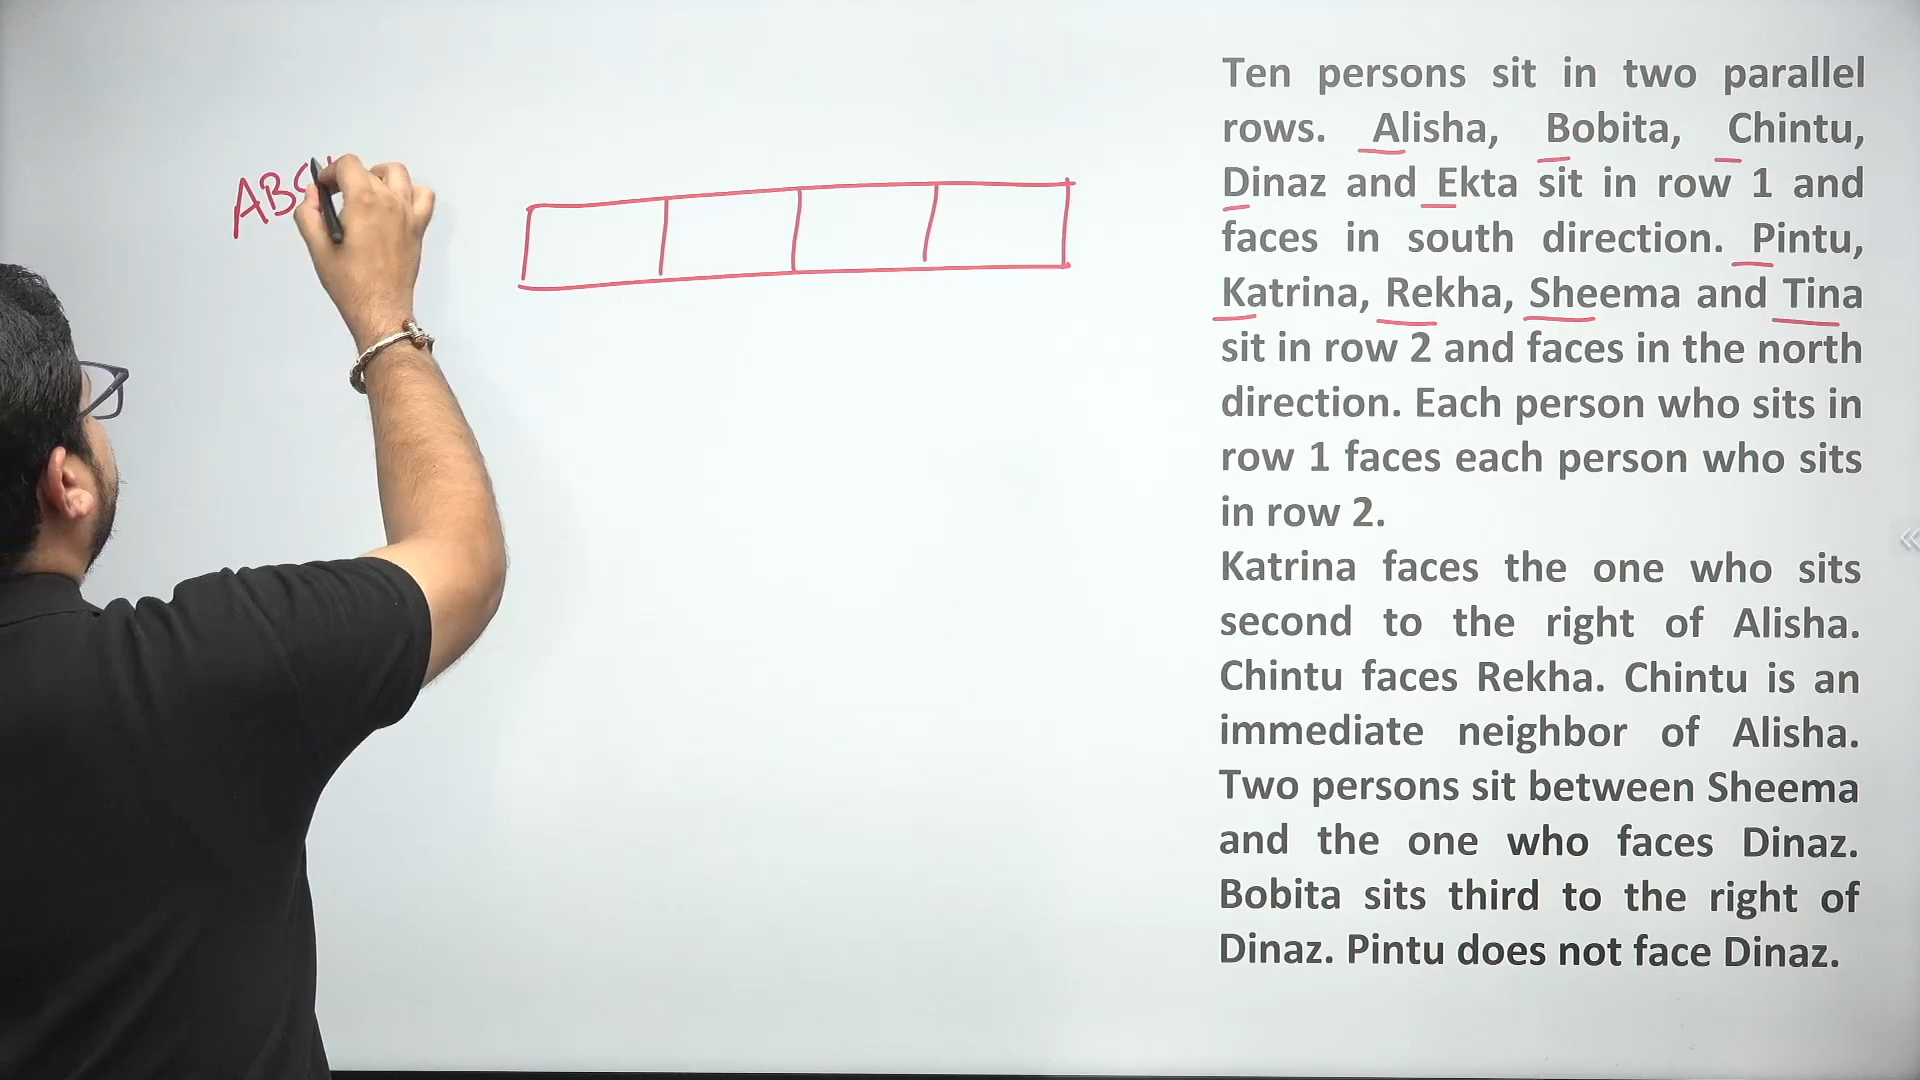 ABC
Ten persons sit in two parallel
rows. Alisha, Bobita, Chintu,
Dinaz and Ekta sit in row 1 and
faces in south direction. Pintu,
Katrina, Rekha, Sheema and Tina
sit in row 2 and faces in the north
direction. Each person who sits in
row 1 faces each person who sits
in row 2.
Katrina faces the one who sits
second to the right of Alisha.
Chintu faces Rekha. Chintu is an
immediate neighbor of Alisha.
Two persons sit between Sheema
and the one who faces Dinaz.
Bobita sits third to the right of
Dinaz. Pintu does not face Dinaz.